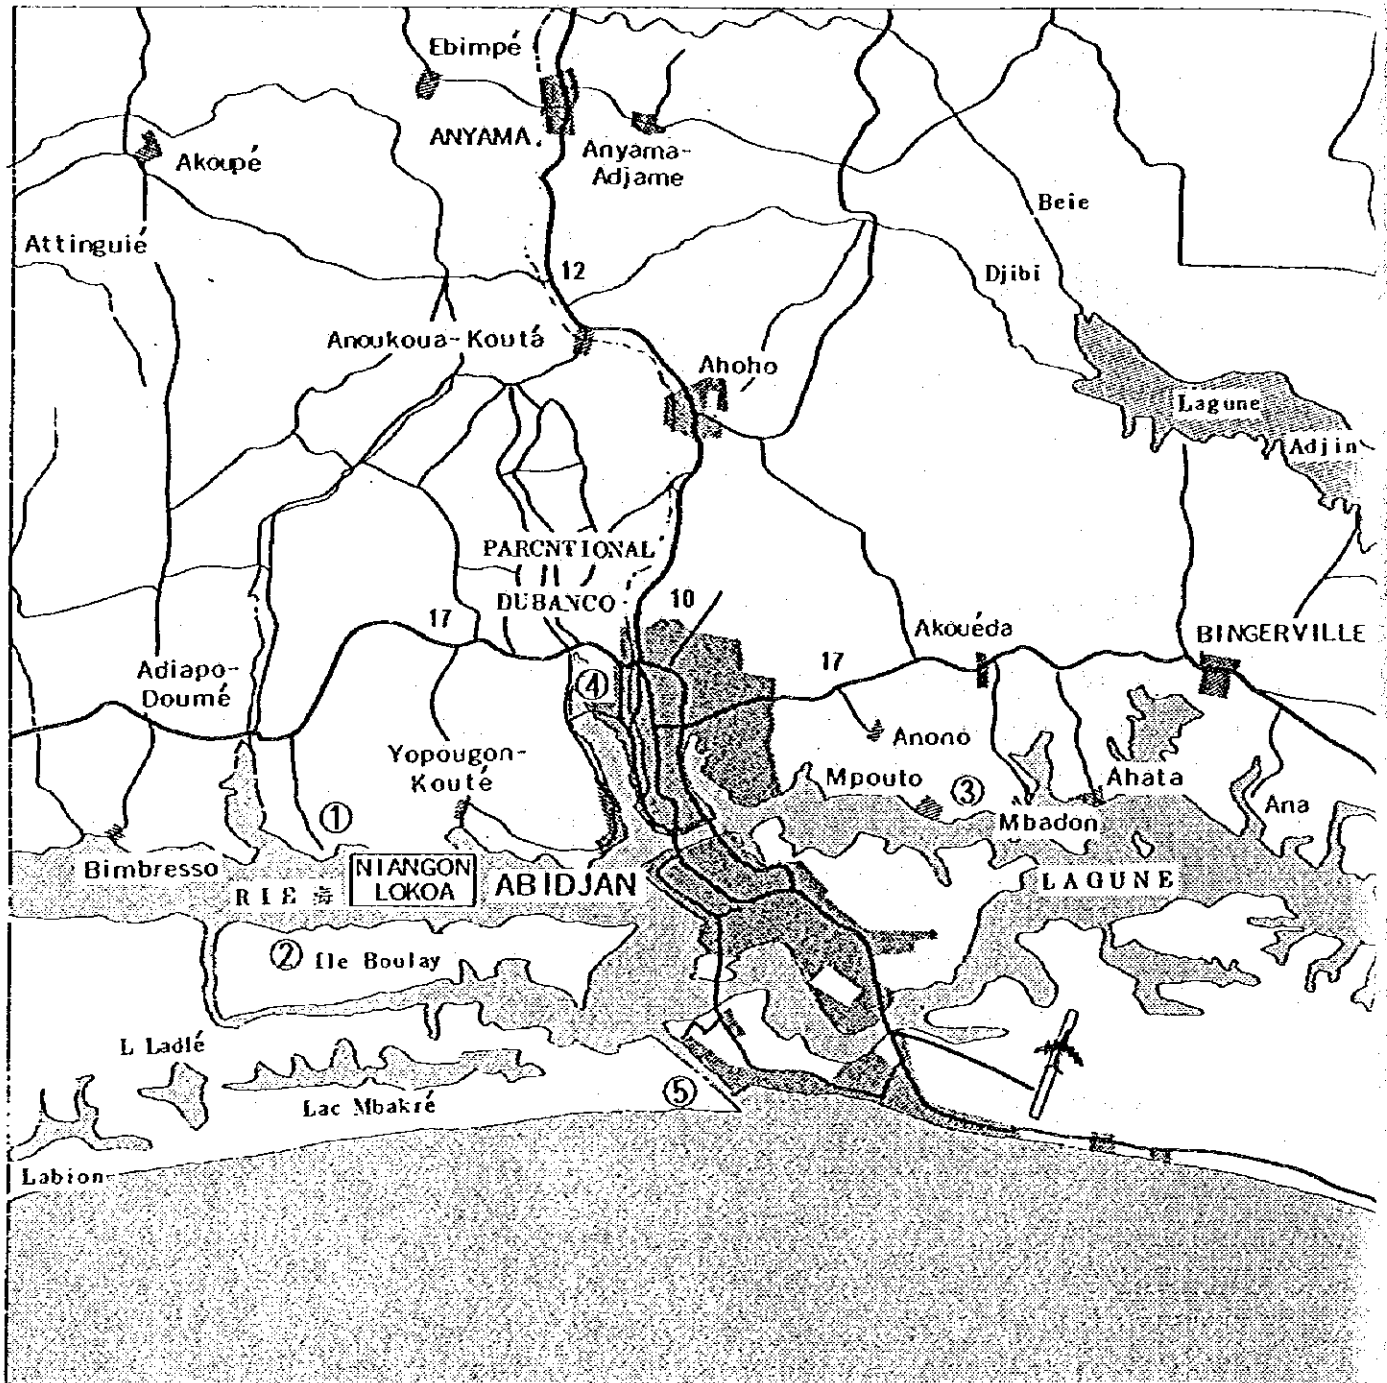 Ebimpé
ANYAMA.
Anyama-
Adjame
Akoupé
Beie
Attinguié
12
Djibi
Anoukoua-Koutá
Ahoho
Lagune
Adjin
PARCNTIONAL
DUBANCO
10
17
Akouéda
BINGERVILLE
Adiapo-
Doumé
17
④
Yopougon-
Kouté
Anono
Mpouto
③
Ahata
Ana
①
Mbadon
Bimbresso
NIANGON
LOKOA
ABIDJAN
LAGUNE
RIE
②
Ile Boulay
L Ladlé
Lac Mbakré
⑤
Labion